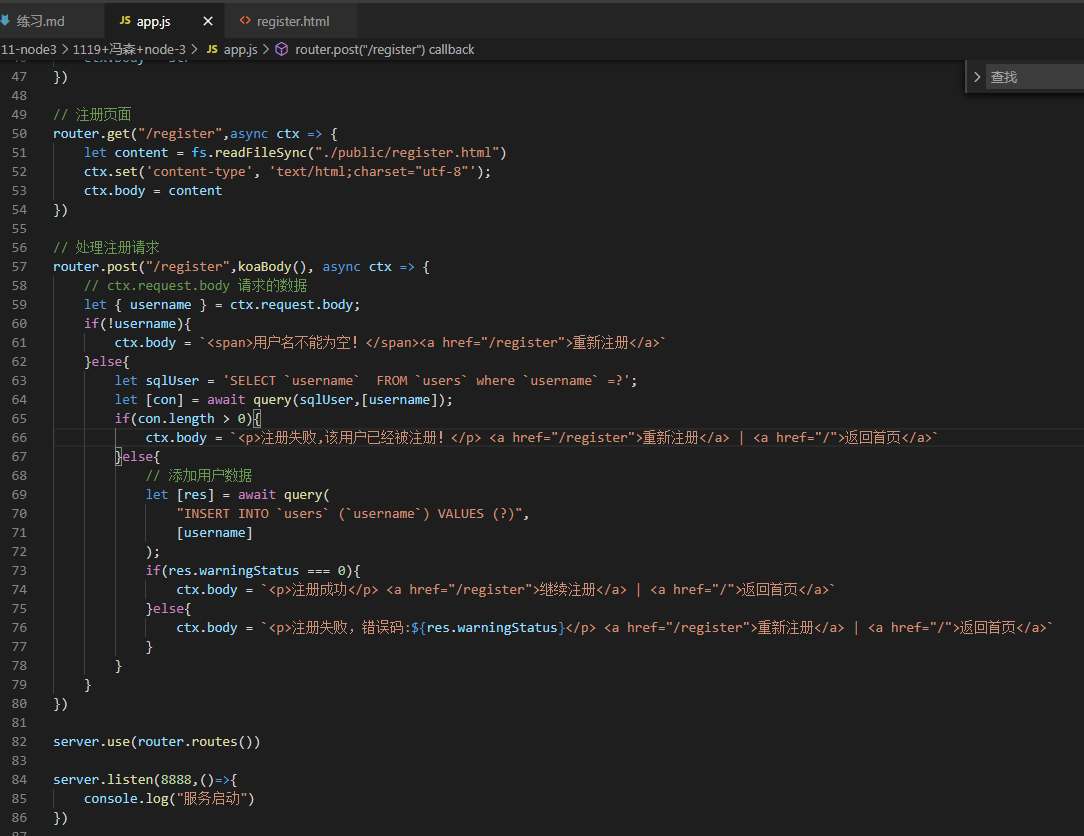 练习.md
JS app.js
<> register.html
11-node3 > 1119+冯森+node-3 > JS app.js > router.post("/register") callback
查找
47 })
48
49 // 注册页面
50 router.get("/register",async ctx => {
51     let content = fs.readFileSync("./public/register.html")
52     ctx.set('content-type', 'text/html;charset="utf-8"');
53     ctx.body = content
54 })
55
56 // 处理注册请求
57 router.post("/register",koaBody(), async ctx => {
58     // ctx.request.body 请求的数据
59     let { username } = ctx.request.body;
60     if(!username){
61         ctx.body = `<span>用户名不能为空！</span><a href="/register">重新注册</a>`
62     }else{
63         let sqlUser = 'SELECT `username`  FROM `users` where `username` =?';
64         let [con] = await query(sqlUser,[username]);
65         if(con.length > 0){
66             ctx.body = `<p>注册失败,该用户已经被注册！</p> <a href="/register">重新注册</a> | <a href="/">返回首页</a>`
67         }else{
68             // 添加用户数据
69             let [res] = await query(
70                 "INSERT INTO `users` (`username`) VALUES (?)",
71                 [username]
72             );
73             if(res.warningStatus === 0){
74                 ctx.body = `<p>注册成功</p> <a href="/register">继续注册</a> | <a href="/">返回首页</a>`
75             }else{
76                 ctx.body = `<p>注册失败，错误码:${res.warningStatus}</p> <a href="/register">重新注册</a> | <a href="/">返回首页</a>`
77             }
78         }
79     }
80 })
81
82 server.use(router.routes())
83
84 server.listen(8888,()=>{
85     console.log("服务启动")
86 })